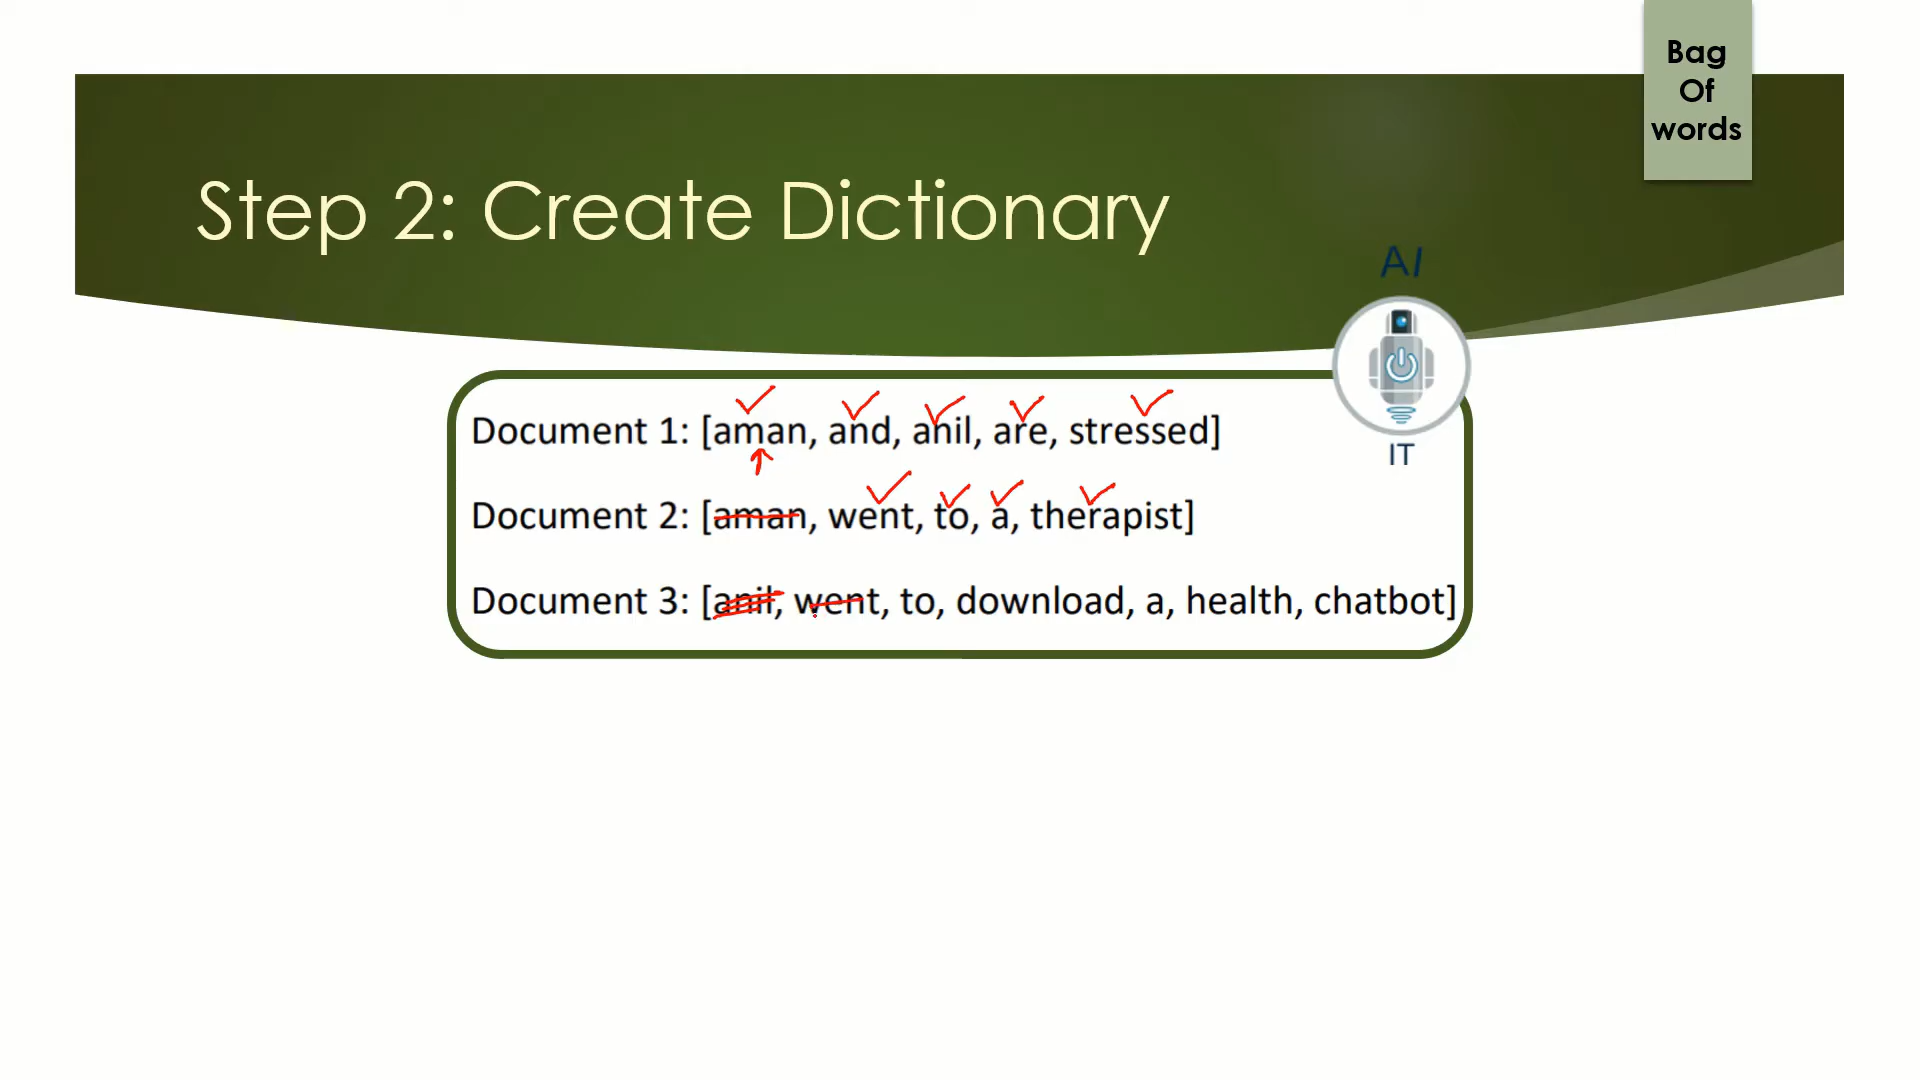 Bag
Of
words
Step 2: Create Dictionary
AI
IT
Document 1: [aman, and, anil, are, stressed]
Document 2: [aman, went, to, a, therapist]
Document 3: [anil, went, to, download, a, health, chatbot]